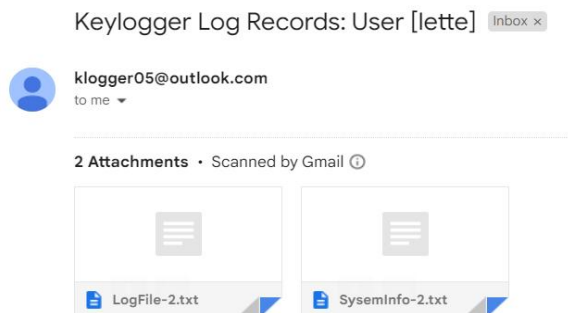 Keylogger Log Records: User [lette] Inbox ×
klogger05@outlook.com
to me
2 Attachments • Scanned by Gmail
LogFile-2.txt
SysemInfo-2.txt